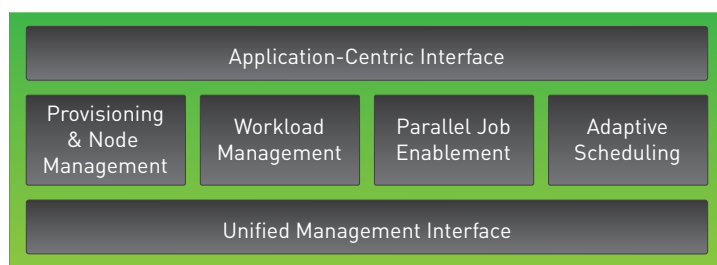 Application-Centric Interface
Provisioning
& Node
Management
Workload
Management
Parallel Job
Enablement
Adaptive
Scheduling
Unified Management Interface